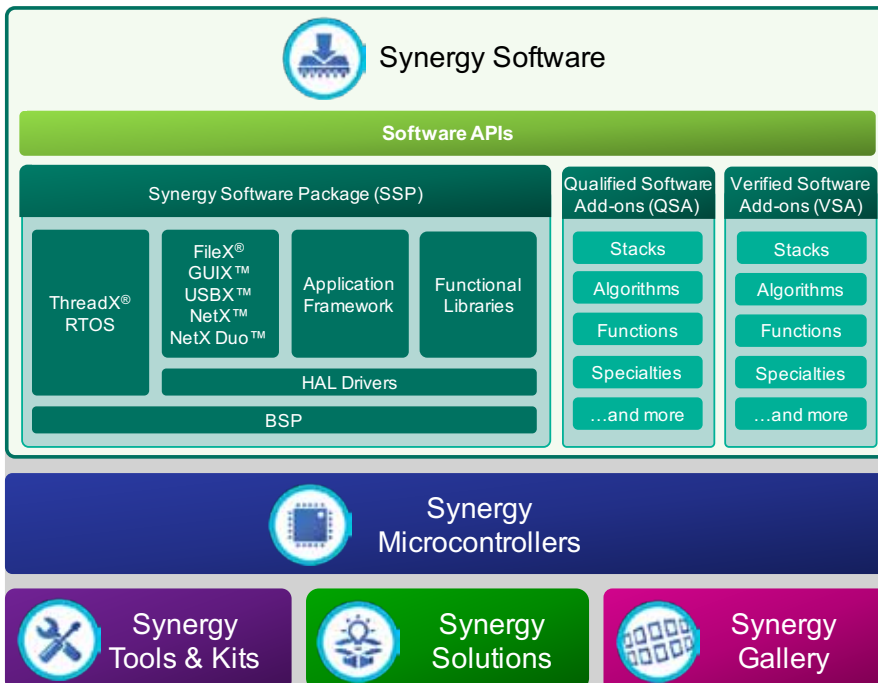 Synergy Software
Software APIs
Synergy Software Package (SSP)
ThreadX®
RTOS
FileX®
GUIX™
USBX™
NetX™
NetX Duo™
Application
Framework
Functional
Libraries
HAL Drivers
BSP
Qualified Software
Add-ons (QSA)
Stacks
Algorithms
Functions
Specialties
…and more
Verified Software
Add-ons (VSA)
Stacks
Algorithms
Functions
Specialties
…and more
Synergy
Microcontrollers
Synergy
Tools & Kits
Synergy
Solutions
Synergy
Gallery